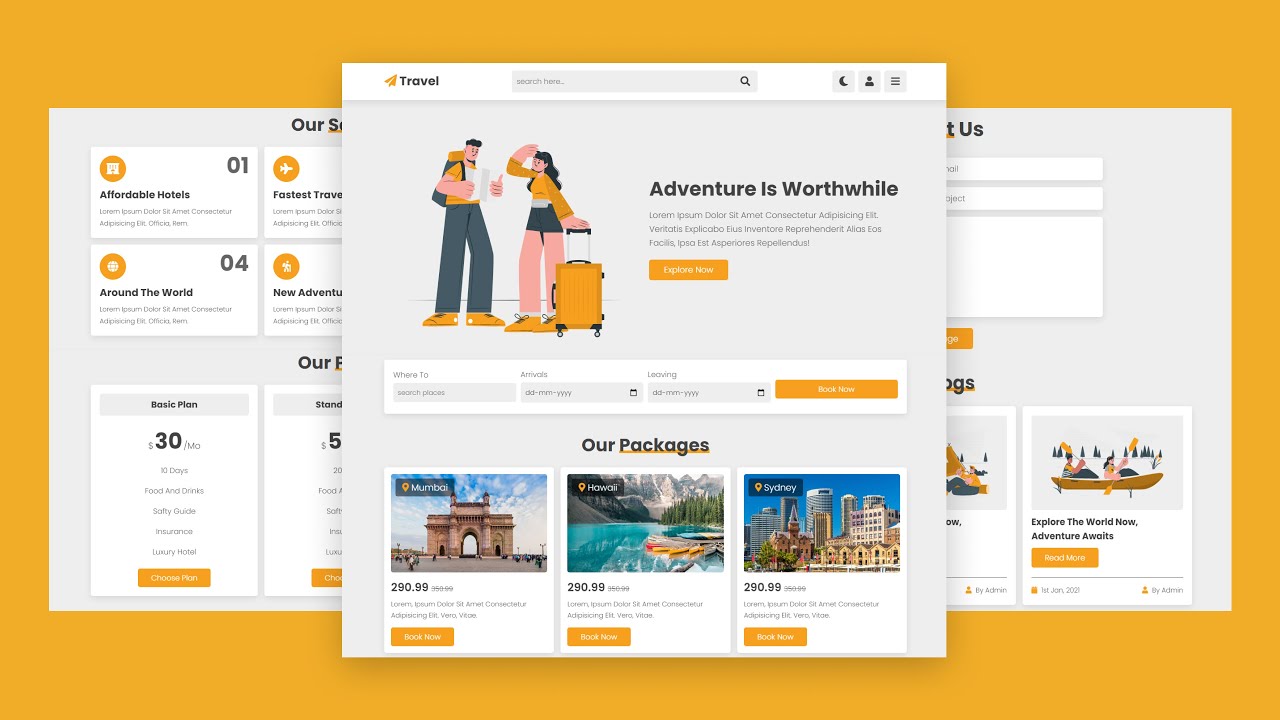 Travel
search here...
Adventure Is Worthwhile
Lorem Ipsum Dolor Sit Amet Consectetur Adipisicing Elit.
Veritatis Explicabo Eius Inventore Reprehenderit Alias Eos
Facilis, Ipsa Est Asperiores Repellendus!
Explore Now
Where To
Arrivals
Leaving
search places
dd-mm-yyyy
dd-mm-yyyy
Book Now
Our Packages
Mumbai
Hawaii
Sydney
290.99 350.99
290.99 350.99
290.99 350.99
Lorem, Ipsum Dolor Sit Amet Consectetur
Adipisicing Elit. Vero, Vitae.
Lorem, Ipsum Dolor Sit Amet Consectetur
Adipisicing Elit. Vero, Vitae.
Lorem, Ipsum Dolor Sit Amet Consectetur
Adipisicing Elit. Vero, Vitae.
Book Now
Book Now
Book Now
Our
01
Affordable Hotels
Lorem Ipsum Dolor Sit Amet Consectetur
Adipisicing Elit. Officia, Rem.
Fastest Trave
Lorem Ipsum Dolor Si
Adipisicing Elit. Offici
04
Around The World
Lorem Ipsum Dolor Sit Amet Consectetur
Adipisicing Elit. Officia, Rem.
New Adventu
Lorem Ipsum Dolor Si
Adipisicing Elit. Offici
Our
Basic Plan
$ 30 /Mo
10 Days
Food And Drinks
Safty Guide
Insurance
Luxury Hotel
Choose Plan
Stand
$ 5
20
Food A
Saft
Ins
Luxur
Choo
t Us
nail
bject
ge
ogs
ow,
By Admin
Explore The World Now,
Adventure Awaits
Read More
1st Jan, 2021
By Admin